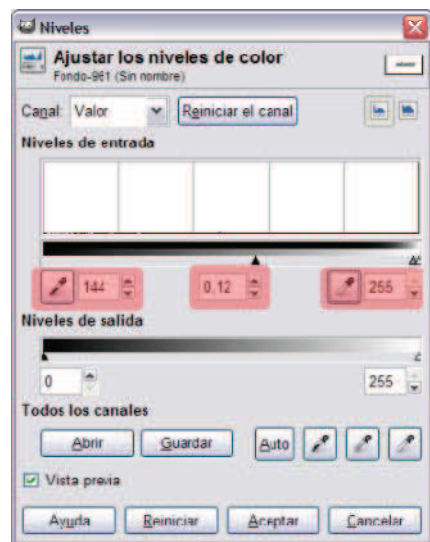 Niveles
Ajustar los niveles de color
Fondo-961 (Sin nombre)
Canal: Valor Reiniciar el canal
Niveles de entrada
144 0,12 255
Niveles de salida
0 255
Todos los canales
Abrir Guardar Auto
Vista previa
Ayuda Reiniciar Aceptar Cancelar